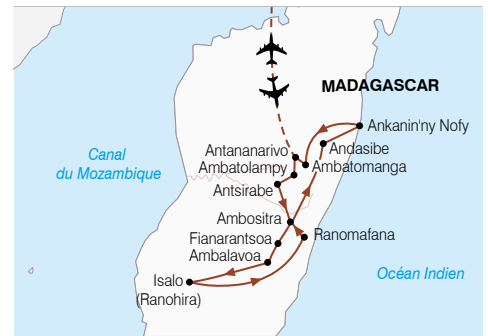 MADAGASCAR
Ankanin'ny Nofy
Andasibe
Antananarivo
Ambatolampy
Ambatomanga
Canal
du Mozambique
Antsirabe
Ambositra
Ranomafana
Fianarantsoa
Ambalavoa
Océan Indien
Isalo
(Ranohira)